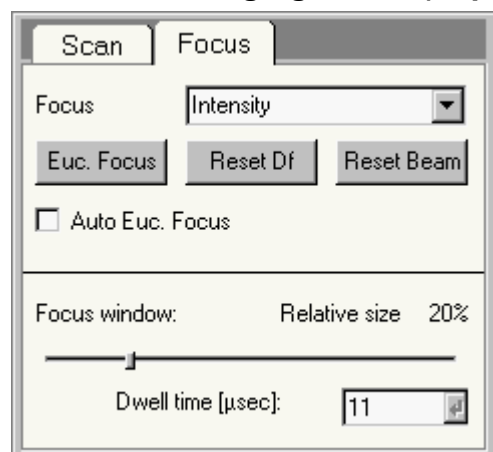 Scan Focus
Focus Intensity
Euc. Focus Reset Df Reset Beam
Auto Euc. Focus
Focus window: Relative size 20%
Dwell time [µsec]: 11